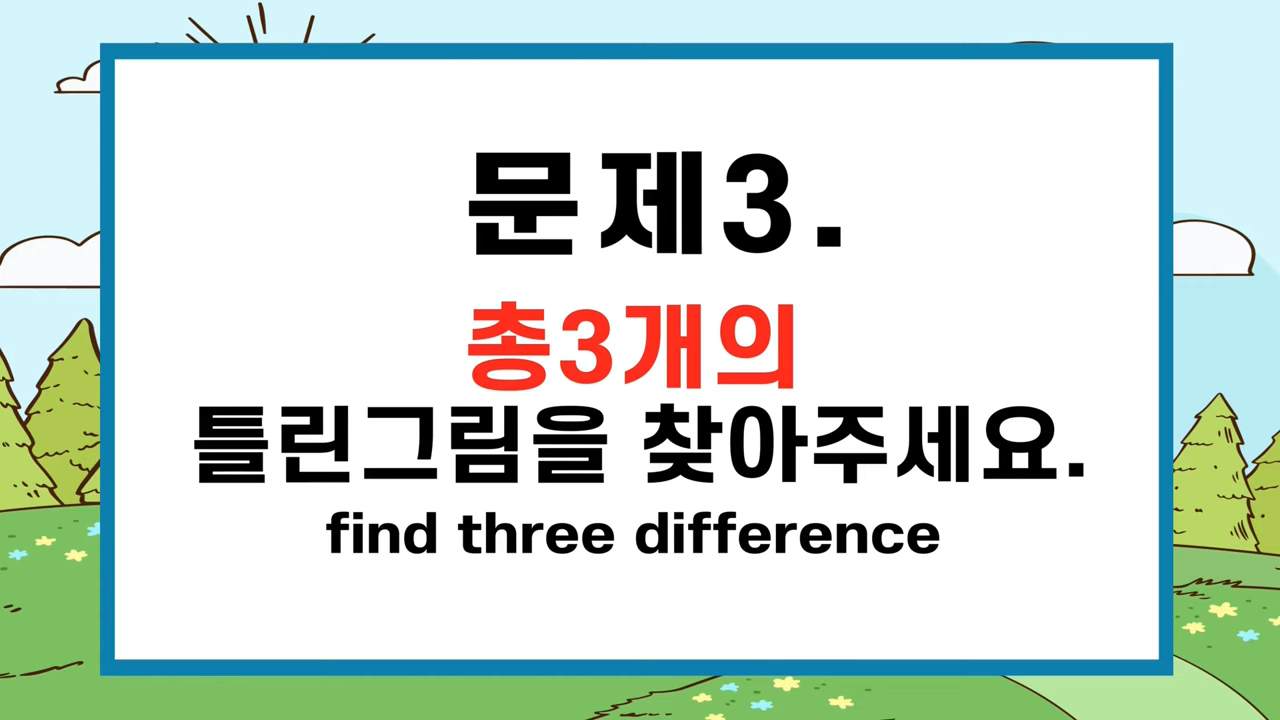 문제3.
총3개의
틀린그림을 찾아주세요.
find three difference